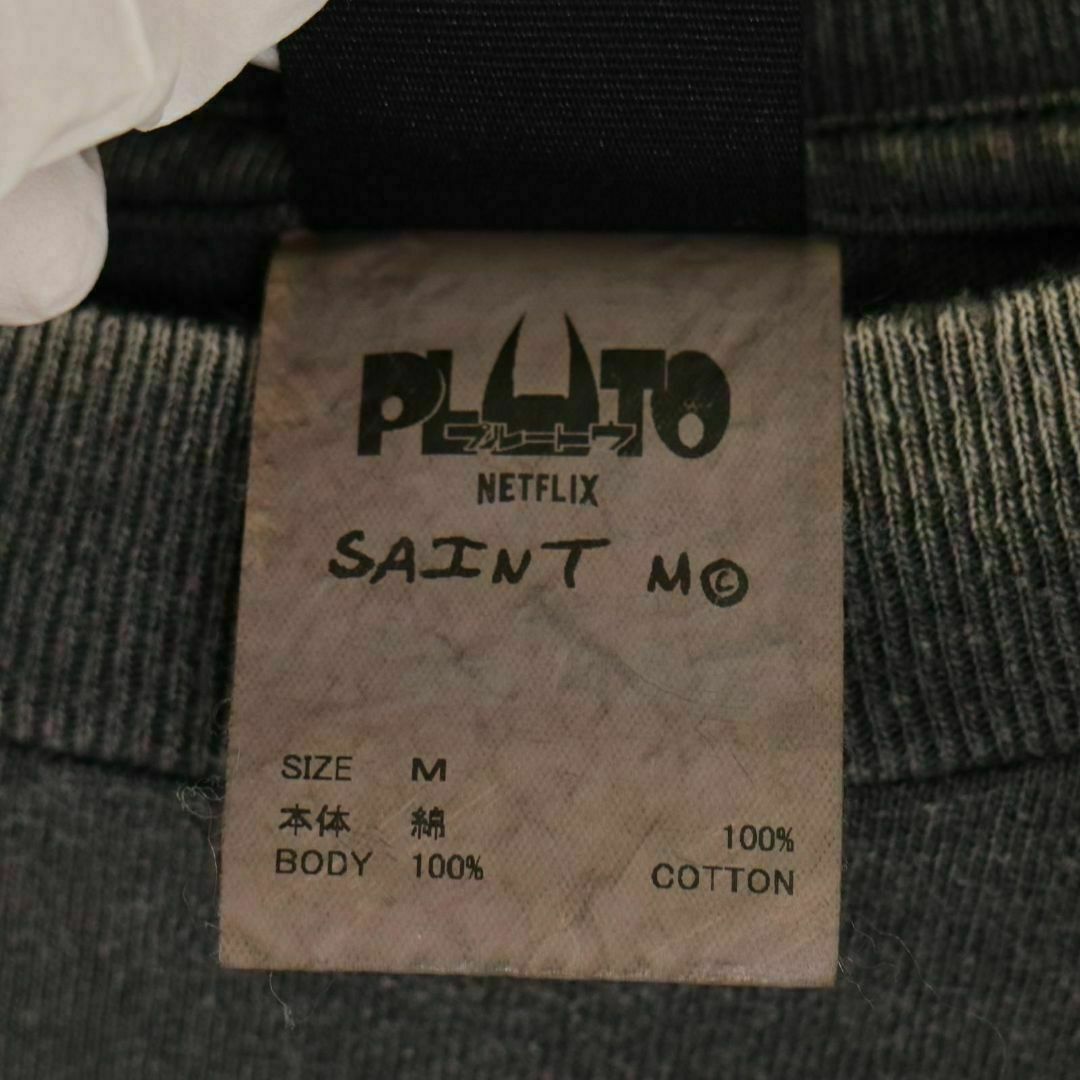 PLUTO
プルートウ
NETFLIX
SAINT M©
SIZE M
本体 綿 100%
BODY 100% COTTON